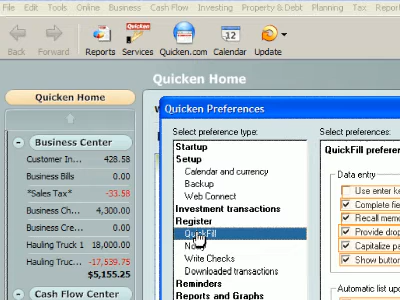 File Edit Tools Online Business Cash Flow Investing Property & Debt Planning Tax
Back Forward Reports Services Quicken.com Calendar Update
Quicken
12
Quicken Home
Quicken Home
Business Center
Customer In... 428.58
Business Bills 0.00
*Sales Tax* -33.58
Business Ch... 4,300.00
Business Cre... 0.00
Hauling Truck 1 18,000.00
Hauling Truc... -17,539.75
$5,155.25
Cash Flow Center
Quicken Preferences
Select preference type:
Startup
Setup
Calendar and currency
Backup
Web Connect
Investment transactions
Register
QuickFill
Write Checks
Downloaded transactions
Reminders
Reports and Graphs
Select preferences:
QuickFill prefere
Data entry
Use enter ke
Complete fie
Recall memo
Provide drop
Capitalize pa
Show button
Automatic list up